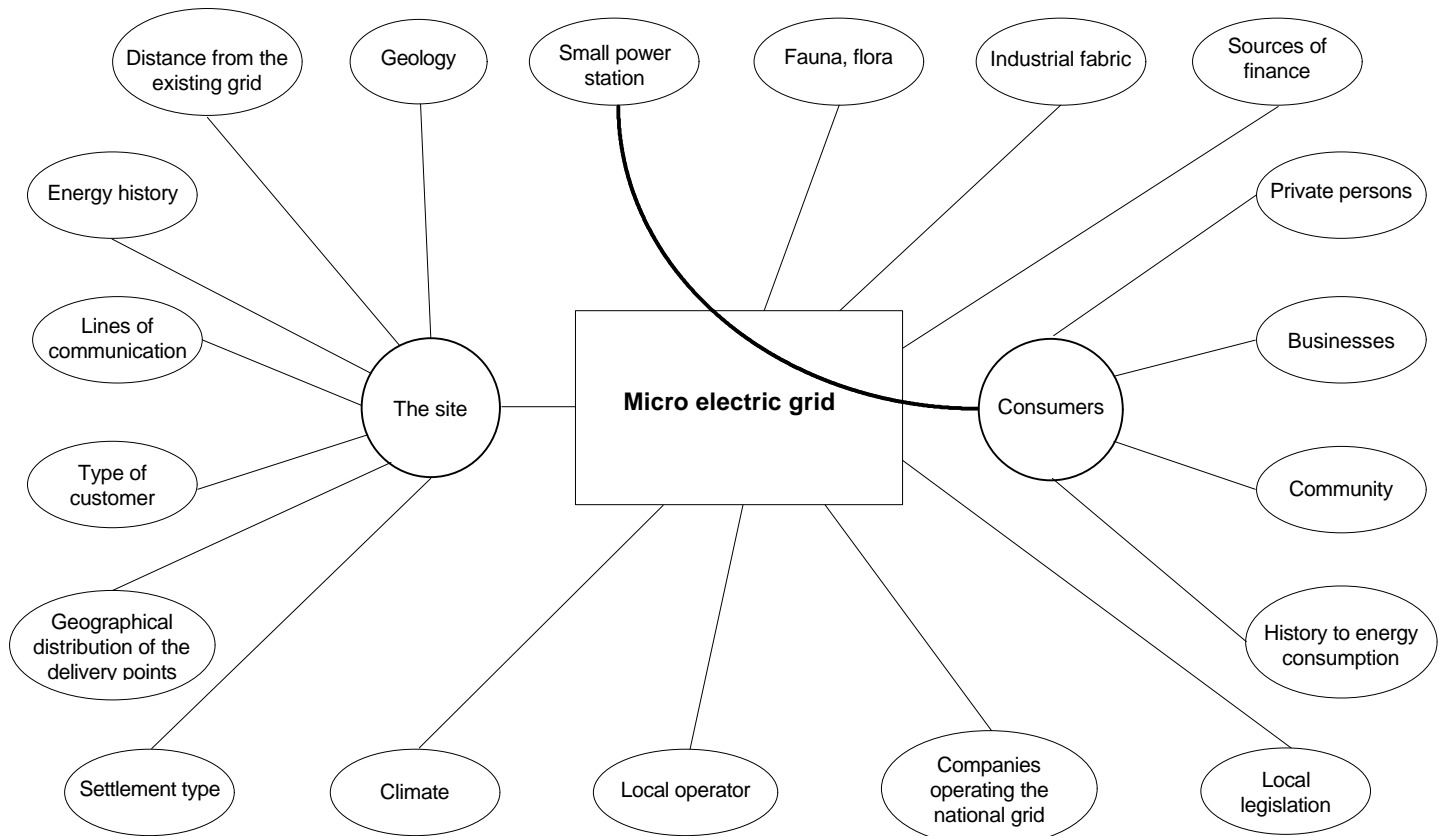 Distance from the
existing grid
Geology
Small power
station
Fauna, flora
Industrial fabric
Sources of
finance
Energy history
Private persons
Lines of
communication
Businesses
The site
Micro electric grid
Consumers
Type of
customer
Community
Geographical
distribution of the
delivery points
History to energy
consumption
Settlement type
Climate
Local operator
Companies
operating the
national grid
Local
legislation